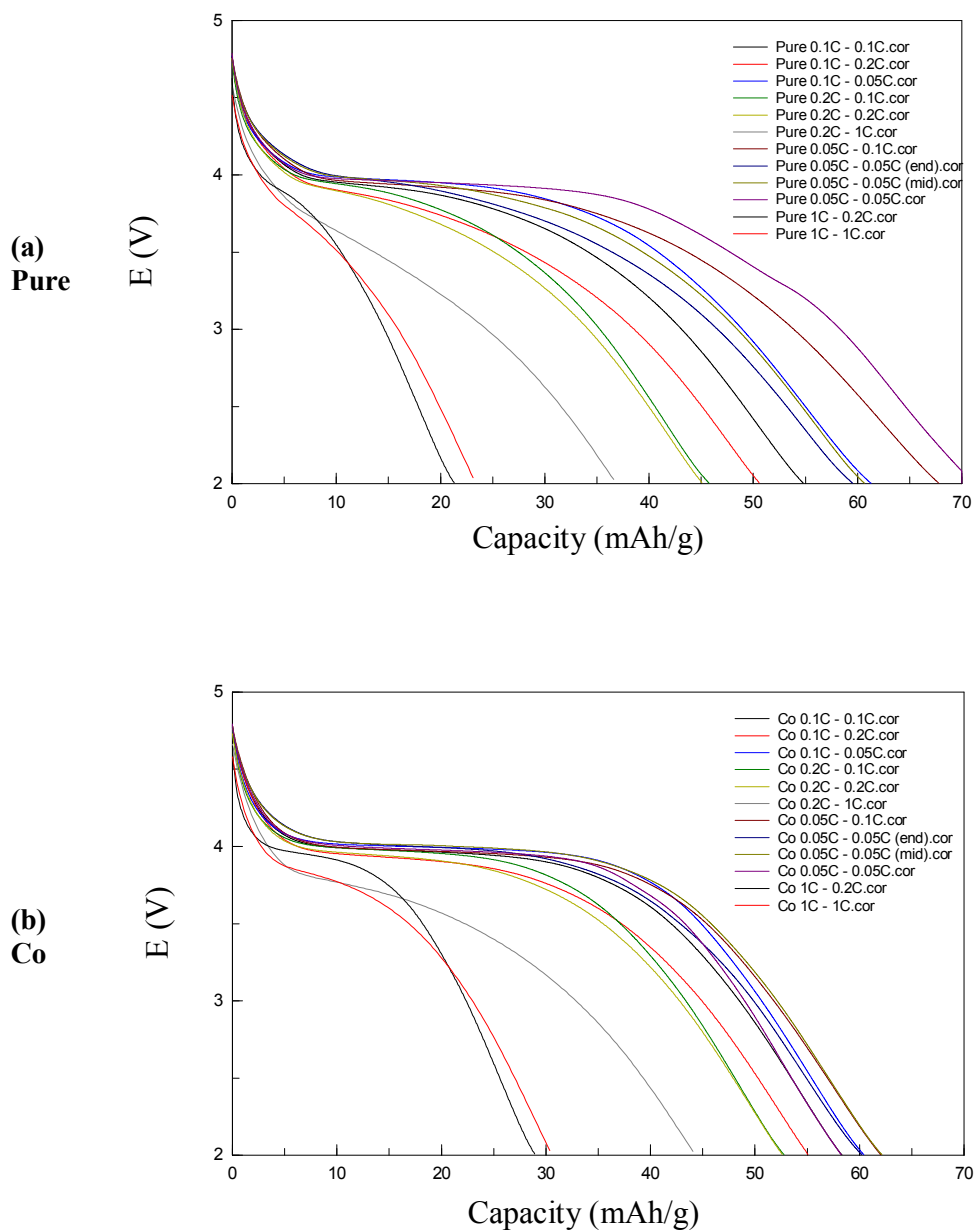 5
Pure 0.1C - 0.1C.cor
Pure 0.1C - 0.2C.cor
Pure 0.1C - 0.05C.cor
Pure 0.2C - 0.1C.cor
Pure 0.2C - 0.2C.cor
Pure 0.2C - 1C.cor
Pure 0.05C - 0.1C.cor
Pure 0.05C - 0.05C (end).cor
Pure 0.05C - 0.05C (mid).cor
Pure 0.05C - 0.05C.cor
Pure 1C - 0.2C.cor
Pure 1C - 1C.cor
4
(a)
Pure
E (V)
3
2
0 10 20 30 40 50 60 70
Capacity (mAh/g)
5
Co 0.1C - 0.1C.cor
Co 0.1C - 0.2C.cor
Co 0.1C - 0.05C.cor
Co 0.2C - 0.1C.cor
Co 0.2C - 0.2C.cor
Co 0.2C - 1C.cor
Co 0.05C - 0.1C.cor
Co 0.05C - 0.05C (end).cor
Co 0.05C - 0.05C (mid).cor
Co 0.05C - 0.05C.cor
Co 1C - 0.2C.cor
Co 1C - 1C.cor
4
(b)
Co
E (V)
3
2
0 10 20 30 40 50 60 70
Capacity (mAh/g)